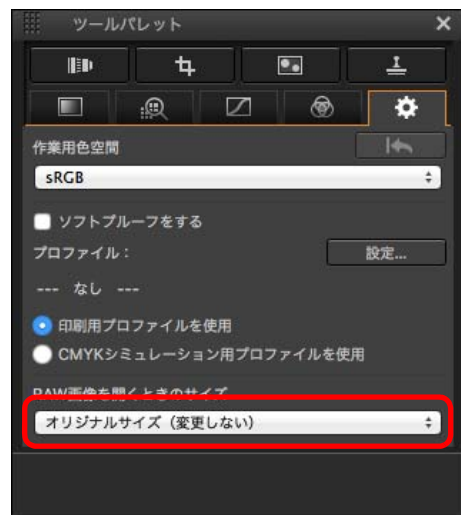 ツールパレット
作業用色空間
sRGB
ソフトプルーフをする
プロファイル：
設定...
--- なし ---
印刷用プロファイルを使用
CMYKシミュレーション用プロファイルを使用
RAW画像を開くときのサイズ
オリジナルサイズ（変更しない）